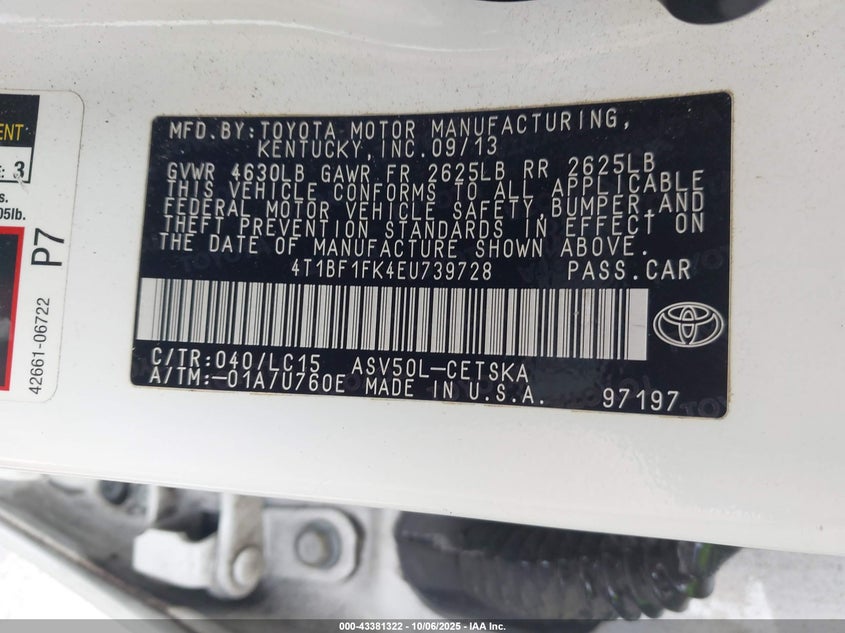 MFD. BY: TOYOTA MOTOR MANUFACTURING,
KENTUCKY, INC. 09/13
GVWR 4630LB GAWR FR 2625LB RR 2625LB
THIS VEHICLE CONFORMS TO ALL APPLICABLE
FEDERAL MOTOR VEHICLE SAFETY, BUMPER, AND
THEFT PREVENTION STANDARDS IN EFFECT ON
THE DATE OF MANUFACTURE SHOWN ABOVE.
4T1BF1FK4EU739728 PASS. CAR
C/TR: 040/LC15 ASV50L-CETSKA
A/TM: -01A/U760E MADE IN U.S.A. 97197
3
P7
42661-06722
000-43381322 | 10/06/2025 | IAA Inc.